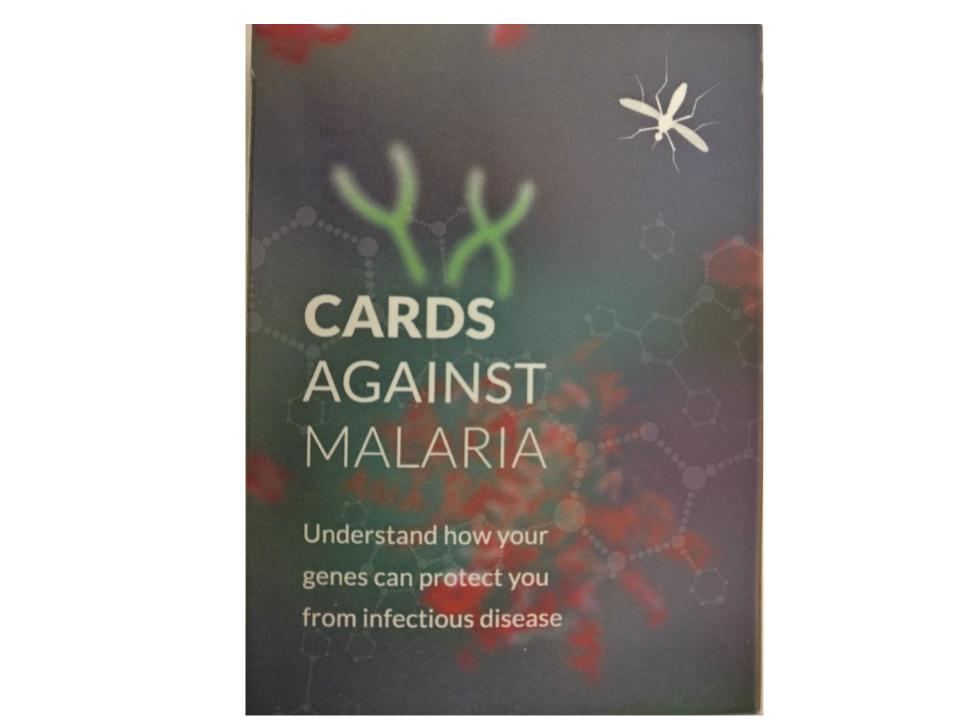 CARDS
AGAINST
MALARIA
Understand how your
genes can protect you
from infectious disease